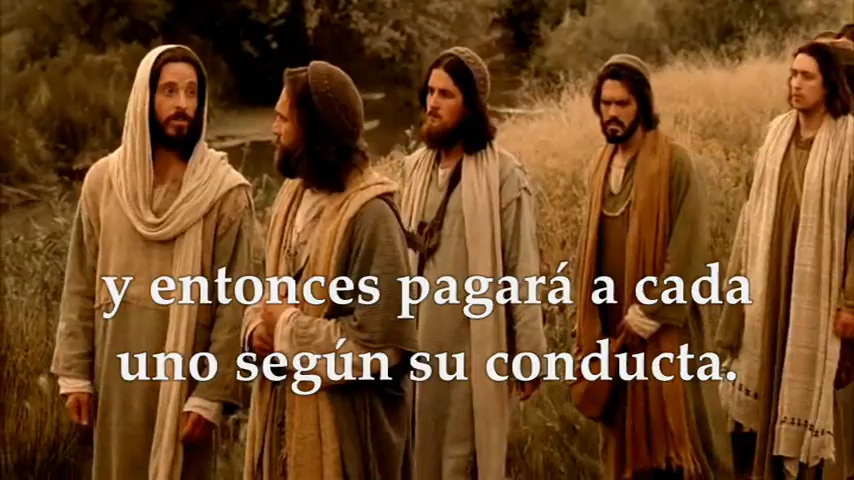 y entonces pagará a cada
uno según su conducta.